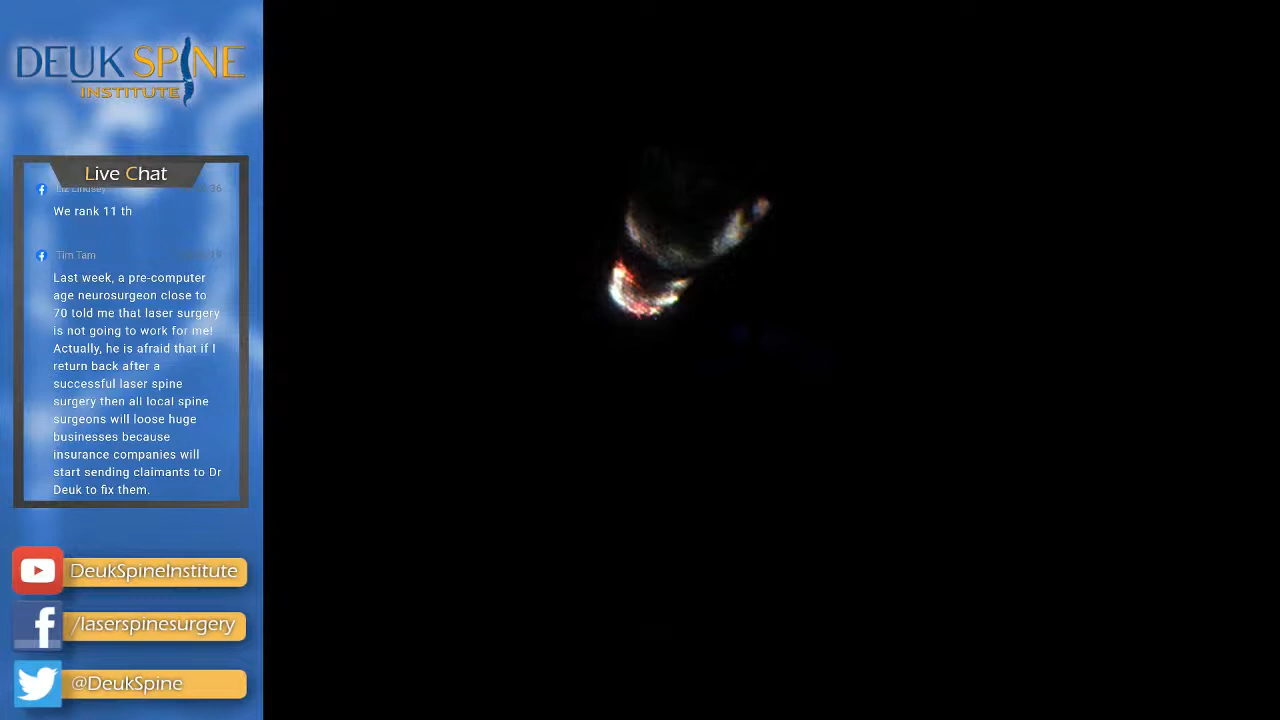 DEUK SPINE
INSTITUTE
Live Chat
Liz Lindsey
We rank 11 th
Tim Tam
Last week, a pre-computer
age neurosurgeon close to
70 told me that laser surgery
is not going to work for me!
Actually, he is afraid that if I
return back after a
successful laser spine
surgery then all local spine
surgeons will loose huge
businesses because
insurance companies will
start sending claimants to Dr
Deuk to fix them.
DeukSpineInstitute
/laserspinesurgery
@DeukSpine